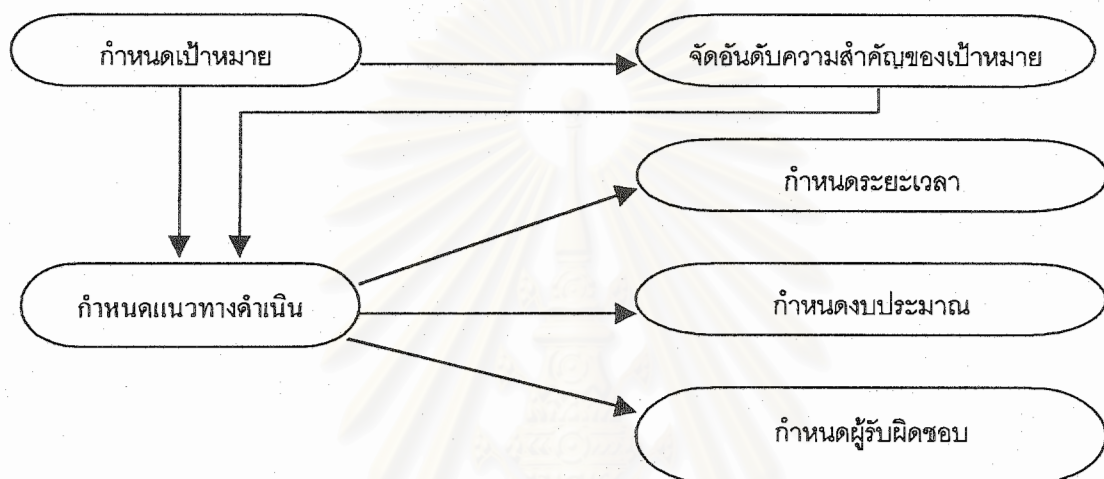 กำหนดเป้าหมาย
จัดอันดับความสำคัญของเป้าหมาย
กำหนดระยะเวลา
กำหนดแนวทางดำเนิน
กำหนดงบประมาณ
กำหนดผู้รับผิดชอบ